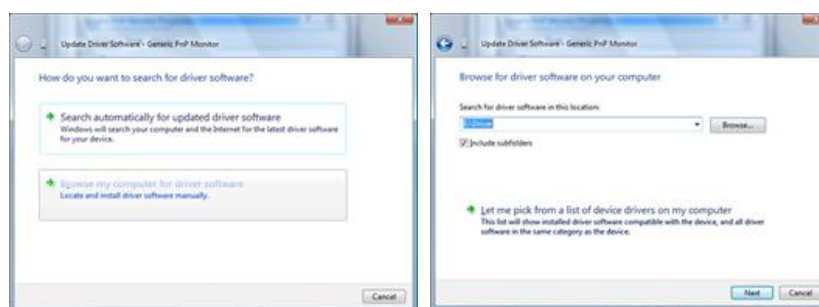 Update Driver Software - Generic PnP Monitor
How do you want to search for driver software?
Search automatically for updated driver software
Windows will search your computer and the Internet for the latest driver software
for your device.
Browse my computer for driver software
Locate and install driver software manually.
Cancel
Update Driver Software - Generic PnP Monitor
Browse for driver software on your computer
Search for driver software in this location:
Browse...
Include subfolders
Let me pick from a list of device drivers on my computer
This list will show installed driver software compatible with the device, and all driver
software in the same category as the device.
Next
Cancel